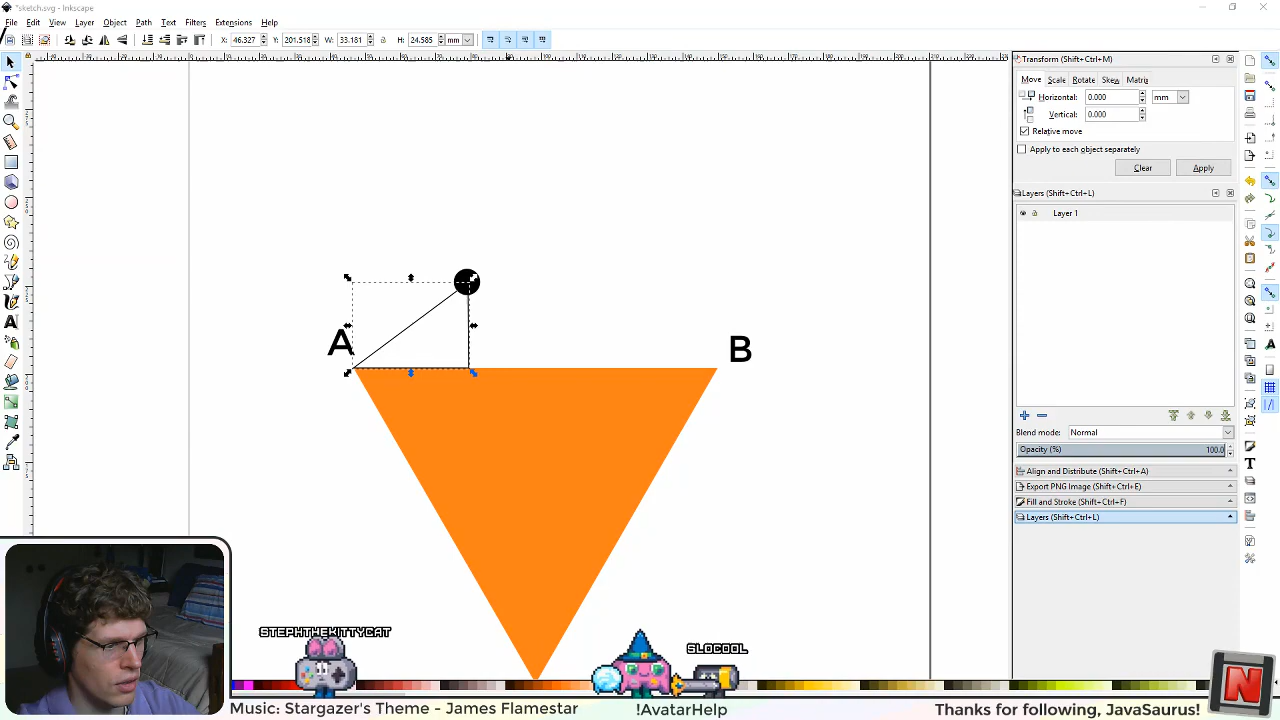 *sketch.svg - Inkscape
File Edit View Layer Object Path Text Filters Extensions Help
X: 46.327 Y: 201.518 W: 33.181 H: 24.585 mm
Transform (Shift+Ctrl+M)
Move Scale Rotate Skew Matrix
Horizontal: 0.000 mm
Vertical: 0.000
Relative move
Apply to each object separately
Clear Apply
Layers (Shift+Ctrl+L)
Layer 1
A
B
Blend mode: Normal
Opacity (%) 100.0
Align and Distribute (Shift+Ctrl+A)
Export PNG Image (Shift+Ctrl+E)
Fill and Stroke (Shift+Ctrl+F)
Layers (Shift+Ctrl+L)
STEPHTHEKITTYCAT
SLOCOOL
N
Music: Stargazer's Theme - James Flamestar
!AvatarHelp
Thanks for following, JavaSaurus!